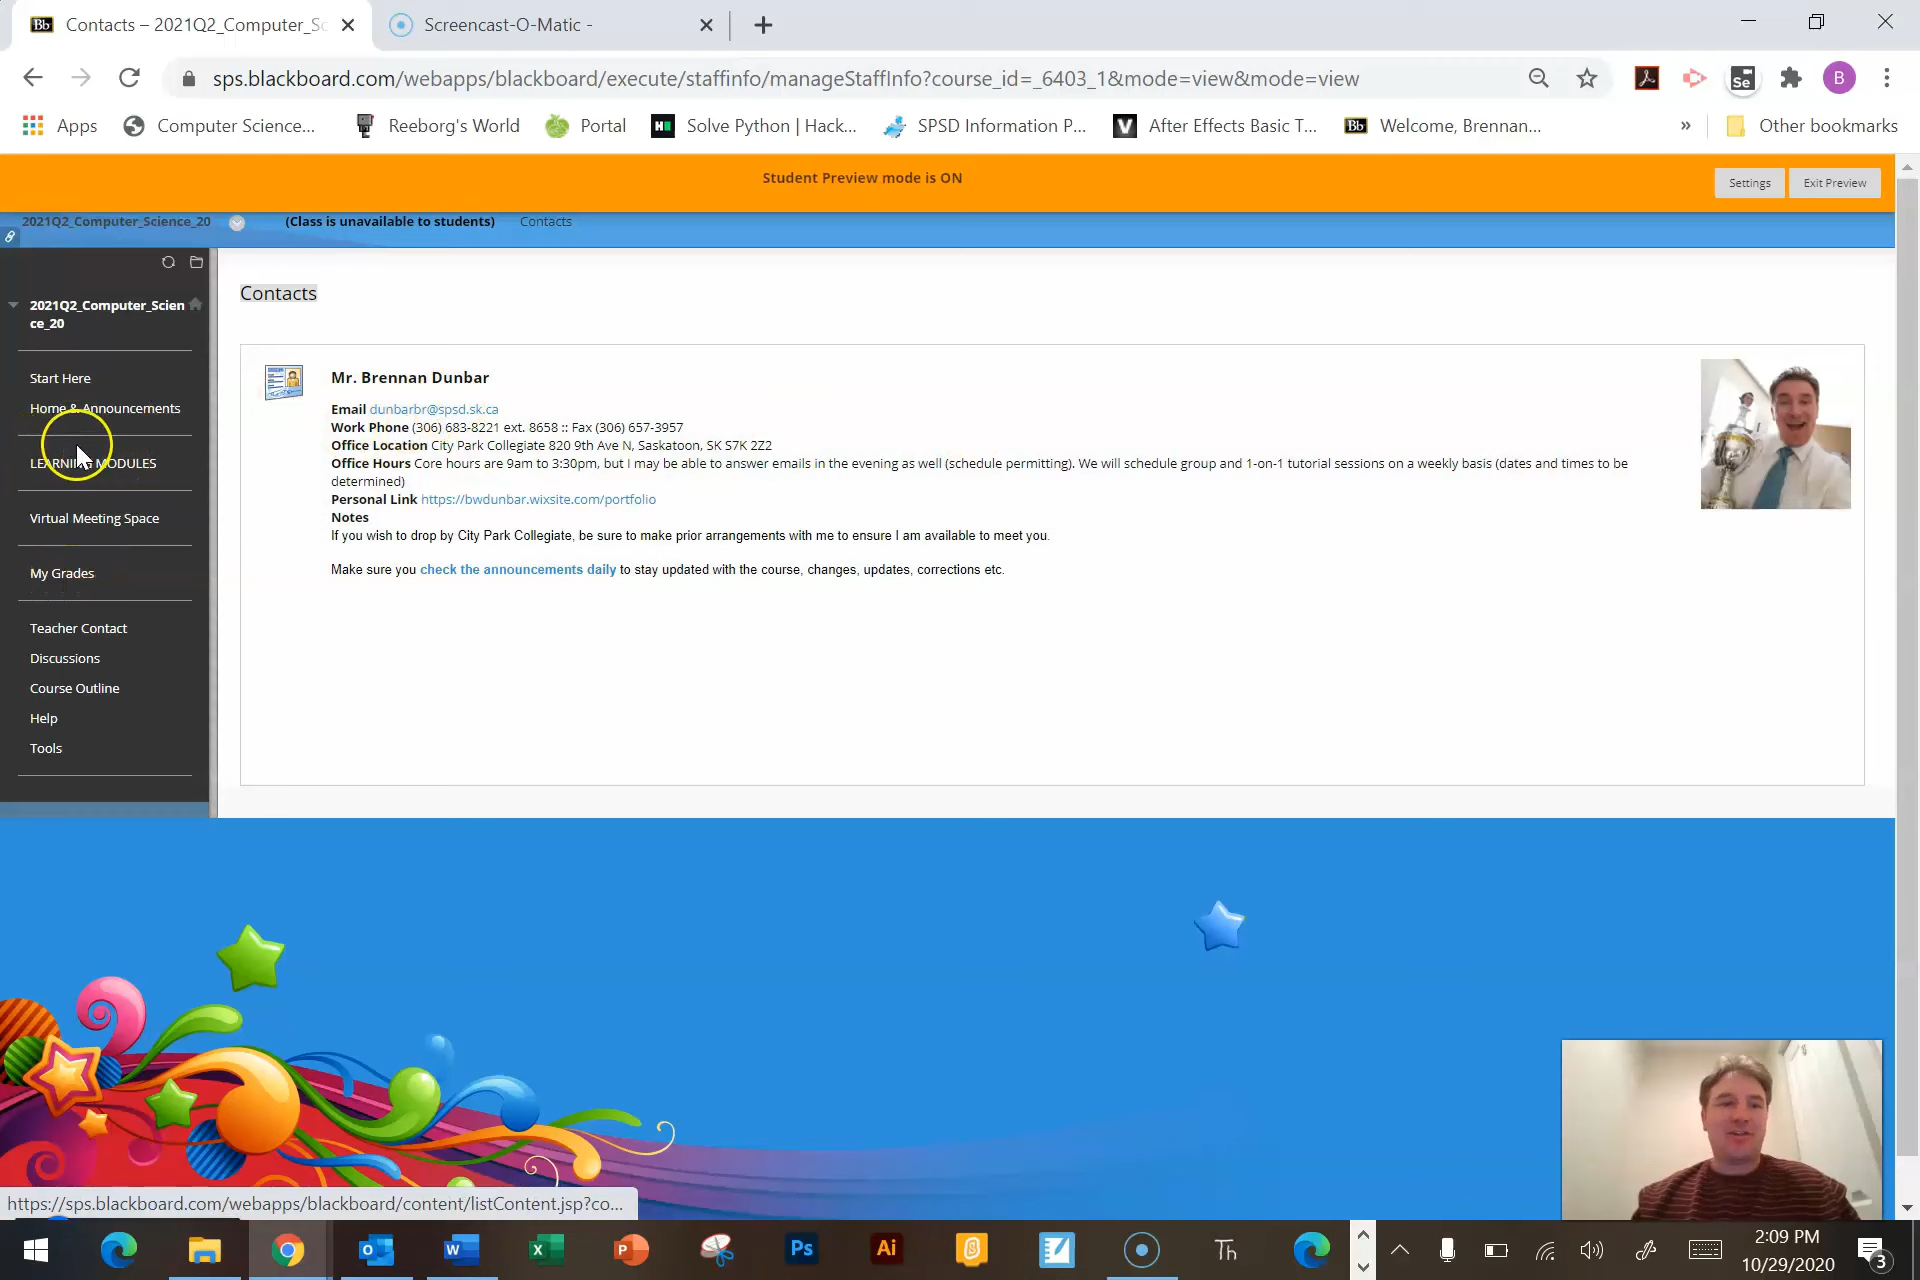 Contacts – 2021Q2_Computer_Sc
Screencast-O-Matic -
sps.blackboard.com/webapps/blackboard/execute/staffinfo/manageStaffInfo?course_id=_6403_1&mode=view&mode=view
Se
B
Apps
Computer Science...
Reeborg's World
Portal
Solve Python | Hack...
SPSD Information P...
After Effects Basic T...
Bb
Welcome, Brennan...
»
Other bookmarks
Student Preview mode is ON
Settings
Exit Preview
2021Q2_Computer_Science_20
(Class is unavailable to students)
Contacts
2021Q2_Computer_Scien
ce_20
Start Here
Home & Announcements
LEARNING MODULES
Virtual Meeting Space
My Grades
Teacher Contact
Discussions
Course Outline
Help
Tools
Contacts
Mr. Brennan Dunbar
Email dunbarbr@spsd.sk.ca
Work Phone (306) 683-8221 ext. 8658 :: Fax (306) 657-3957
Office Location City Park Collegiate 820 9th Ave N, Saskatoon, SK S7K 2Z2
Office Hours Core hours are 9am to 3:30pm, but I may be able to answer emails in the evening as well (schedule permitting). We will schedule group and 1-on-1 tutorial sessions on a weekly basis (dates and times to be
determined)
Personal Link https://bwdunbar.wixsite.com/portfolio
Notes
If you wish to drop by City Park Collegiate, be sure to make prior arrangements with me to ensure I am available to meet you.
Make sure you check the announcements daily to stay updated with the course, changes, updates, corrections etc.
https://sps.blackboard.com/webapps/blackboard/content/listContent.jsp?co...
Ps
Ai
Th
2:09 PM
10/29/2020
3